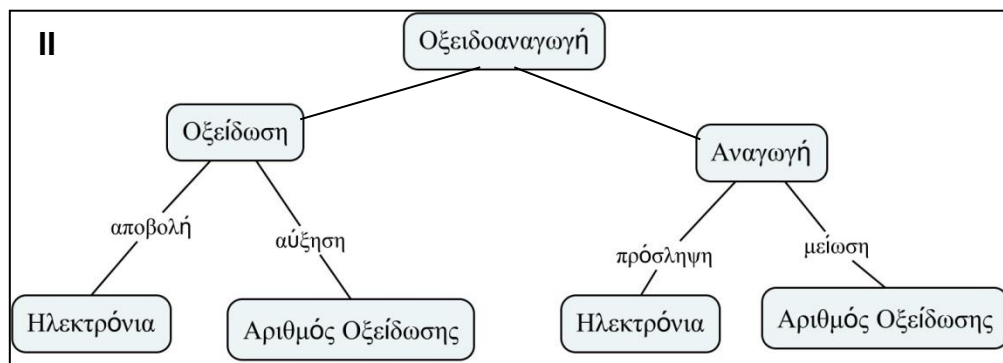 II
Οξειδοαναγωγή
Οξείδωση
Αναγωγή
αποβολή
αύξηση
πρόσληψη
μείωση
Ηλεκτρόνια
Αριθμός Οξείδωσης
Ηλεκτρόνια
Αριθμός Οξείδωσης